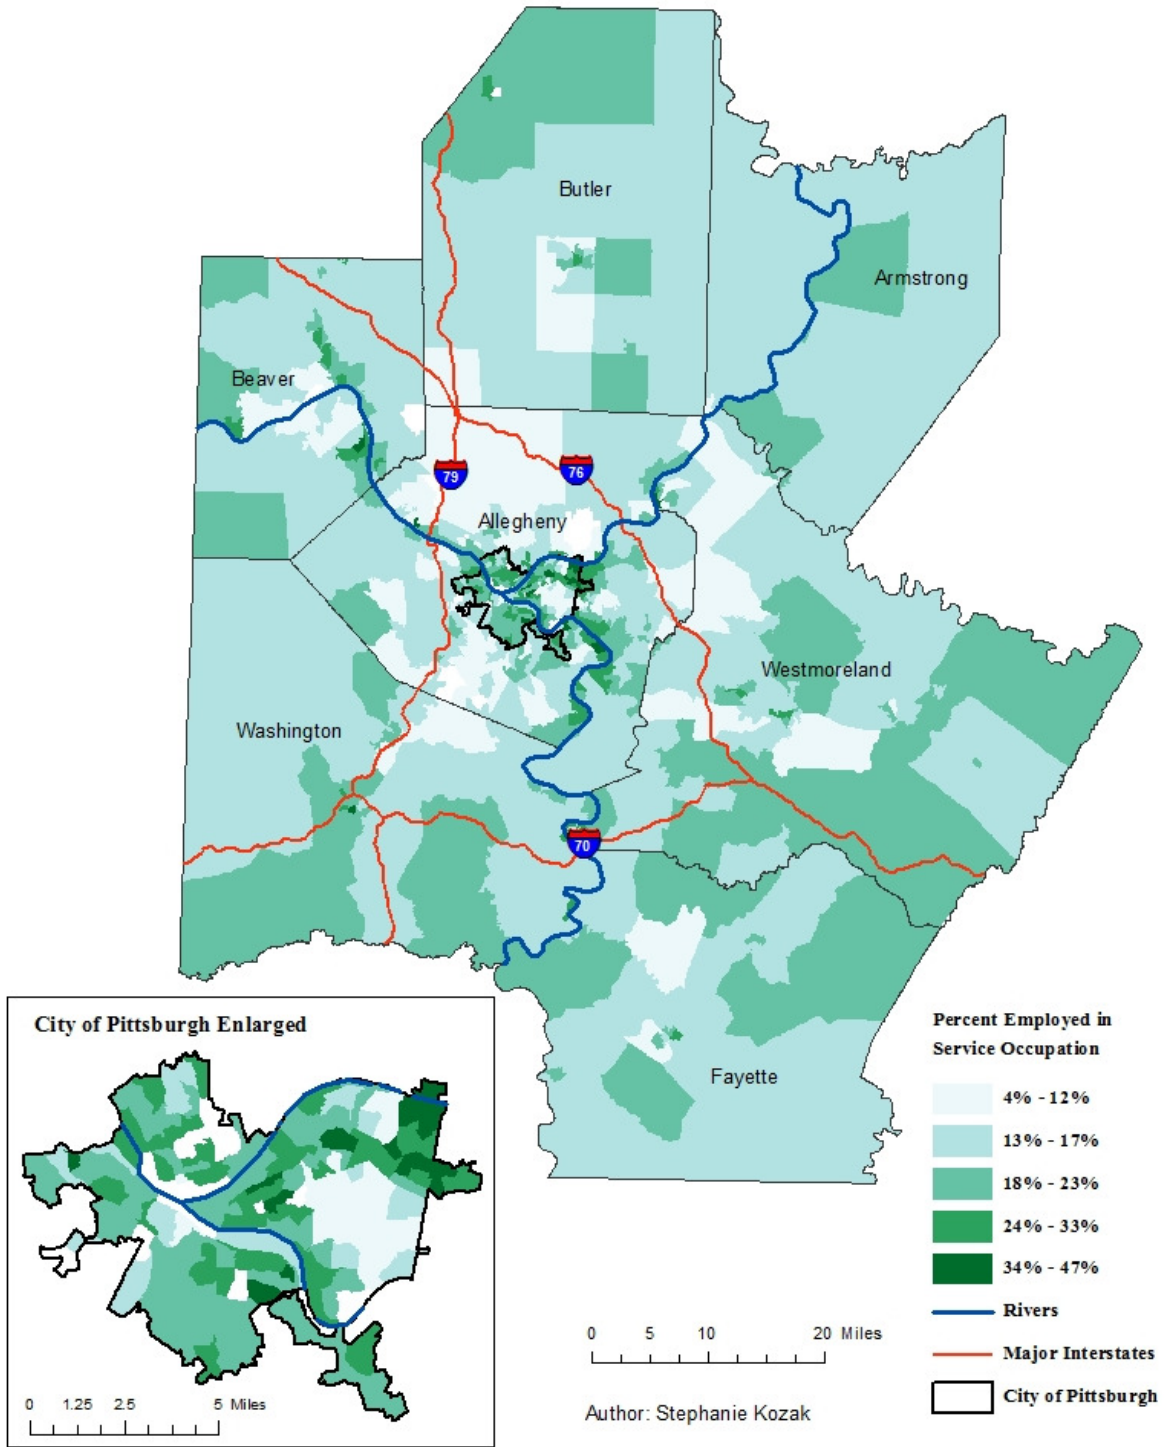 Butler
Armstrong
Beaver
79
76
Allegheny
Westmoreland
Washington
70
Fayette
City of Pittsburgh Enlarged
0 1.25 2.5 5 Miles
Percent Employed in
Service Occupation
4% - 12%
13% - 17%
18% - 23%
24% - 33%
34% - 47%
Rivers
Major Interstates
City of Pittsburgh
0 5 10 20 Miles
Author: Stephanie Kozak